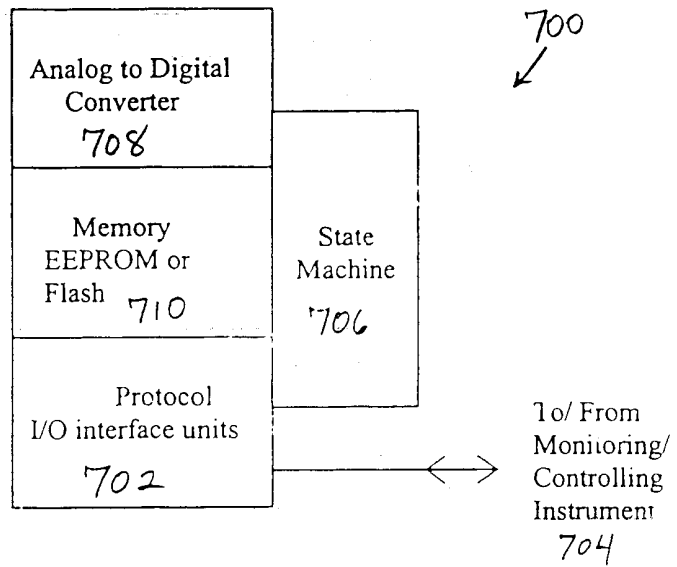 700
Analog to Digital
Converter
708
Memory
EEPROM or
Flash 710
State
Machine
706
Protocol
I/O interface units
702
To/ From
Monitoring/
Controlling
Instrument
704